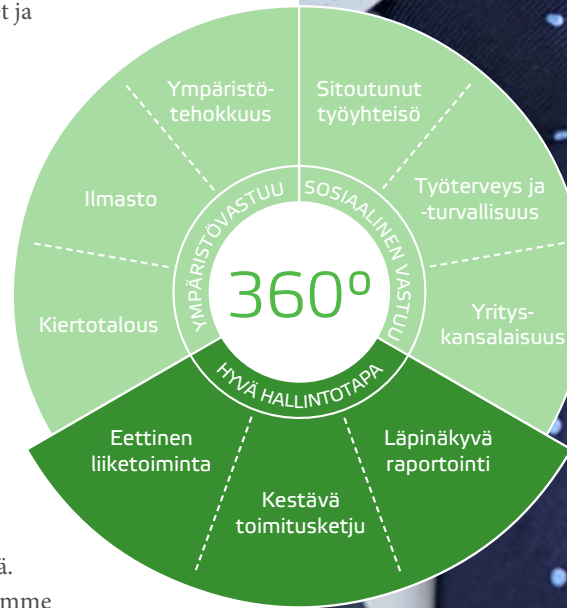 t ja
Ympäristö-
tehokkuus
Sitoutunut
työyhteisö
Ilmasto
Työterveys ja
-turvallisuus
YMPÄRISTÖVASTUU
SOSIAALINEN VASTUU
360º
Kiertotalous
Yritys-
kansalaisuus
HYVÄ HALLINTOTAPA
Eettinen
liiketoiminta
Läpinäkyvä
raportointi
Kestävä
toimitusketju
ä.
mme